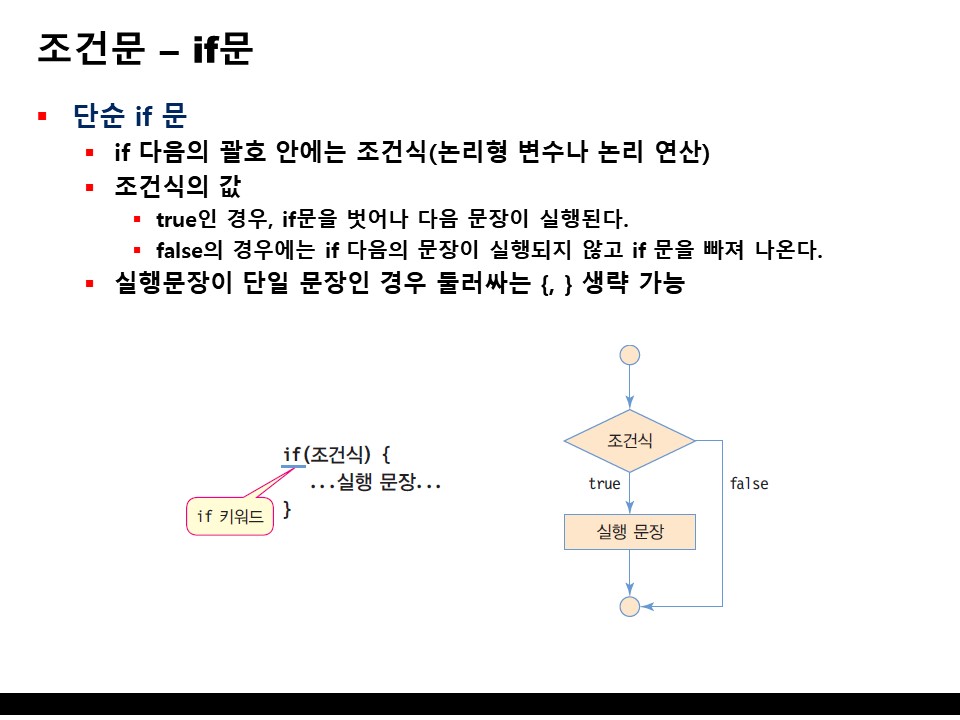 조건문 – if문
단순 if 문
if 다음의 괄호 안에는 조건식(논리형 변수나 논리 연산)
조건식의 값
true인 경우, if문을 벗어나 다음 문장이 실행된다.
false의 경우에는 if 다음의 문장이 실행되지 않고 if 문을 빠져 나온다.
실행문장이 단일 문장인 경우 둘러싸는 {, } 생략 가능
if(조건식) {
...실행 문장...
}
if 키워드
조건식
true
false
실행 문장